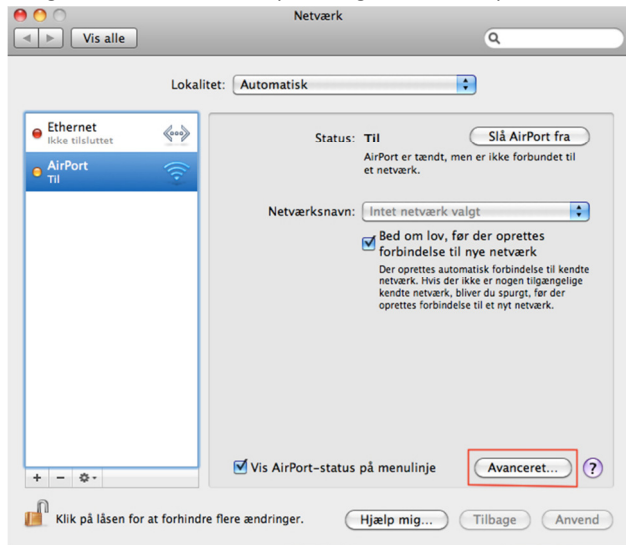 Netværk
Vis alle
Lokalitet: Automatisk
Ethernet
Ikke tilsluttet
AirPort
Til
Status: Til
Slå AirPort fra
AirPort er tændt, men er ikke forbundet til
et netværk.
Netværksnavn: Intet netværk valgt
Bed om lov, før der oprettes
forbindelse til nye netværk
Der oprettes automatisk forbindelse til kendte
netværk. Hvis der ikke er nogen tilgængelige
kendte netværk, bliver du spurgt, før der
oprettes forbindelse til et nyt netværk.
Vis AirPort-status på menulinje
Avanceret...
?
+ −
Klik på låsen for at forhindre flere ændringer.
Hjælp mig...
Tilbage
Anvend